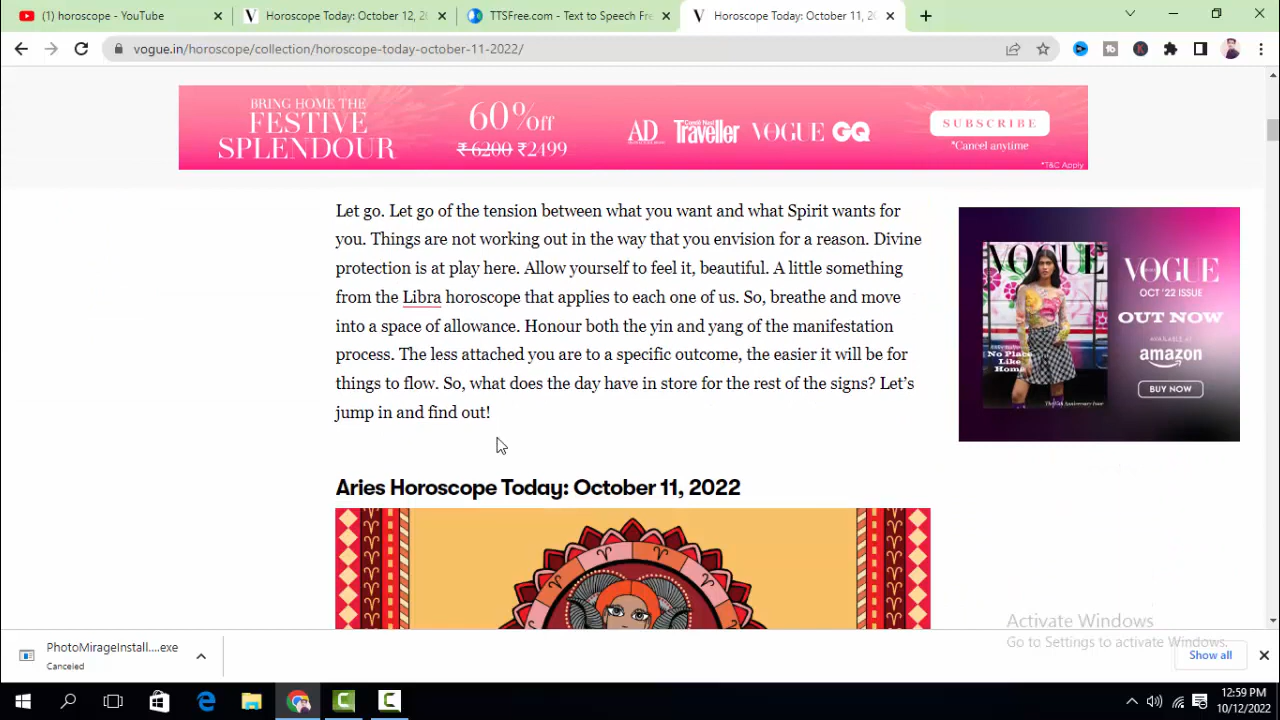 (1) horoscope - YouTube
Horoscope Today: October 12, 2
TTSFree.com - Text to Speech Fre
Horoscope Today: October 11, 20
vogue.in/horoscope/collection/horoscope-today-october-11-2022/
BRING HOME THE
FESTIVE
SPLENDOUR
60% Off
₹ 6200 ₹2499
AD Traveller VOGUE GQ
SUBSCRIBE
*Cancel anytime
*T&C Apply
Let go. Let go of the tension between what you want and what Spirit wants for
you. Things are not working out in the way that you envision for a reason. Divine
protection is at play here. Allow yourself to feel it, beautiful. A little something
from the Libra horoscope that applies to each one of us. So, breathe and move
into a space of allowance. Honour both the yin and yang of the manifestation
process. The less attached you are to a specific outcome, the easier it will be for
things to flow. So, what does the day have in store for the rest of the signs? Let's
jump in and find out!
VOGUE
No Place
Like
Home
VOGUE
OCT '22 ISSUE
OUT NOW
AVAILABLE AT
amazon
BUY NOW
Aries Horoscope Today: October 11, 2022
Activate Windows
Go to Settings to activate Windows.
PhotoMirageInstall....exe
Canceled
Show all
12:59 PM
10/12/2022